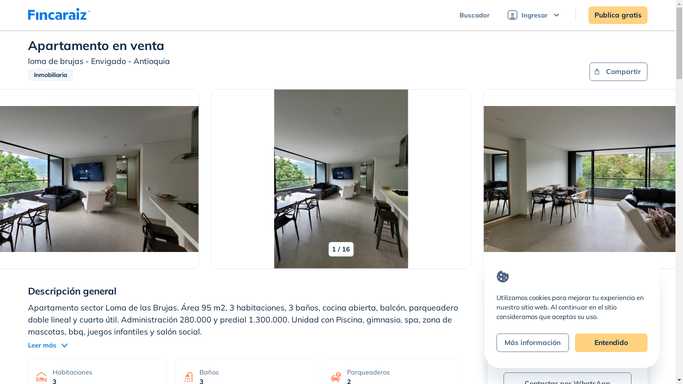 Fincaraiz
Buscador
Ingresar
Publica gratis
Apartamento en venta
loma de brujas - Envigado - Antioquia
Inmobiliaria
Compartir
1 / 16
Descripción general
Apartamento sector Loma de las Brujas. Área 95 m2, 3 habitaciones, 3 baños, cocina abierta, balcón, parqueadero
doble lineal y cuarto útil. Administración 280.000 y predial 1.300.000. Unidad con Piscina, gimnasio, spa, zona de
mascotas, bbq, juegos infantiles y salón social.
Leer más
Habitaciones
3
Baños
3
Parqueaderos
2
Utilizamos cookies para mejorar tu experiencia en
nuestro sitio web. Al continuar en el sitio
consideramos que aceptas su uso.
Más información
Entendido
Contactar por WhatsApp